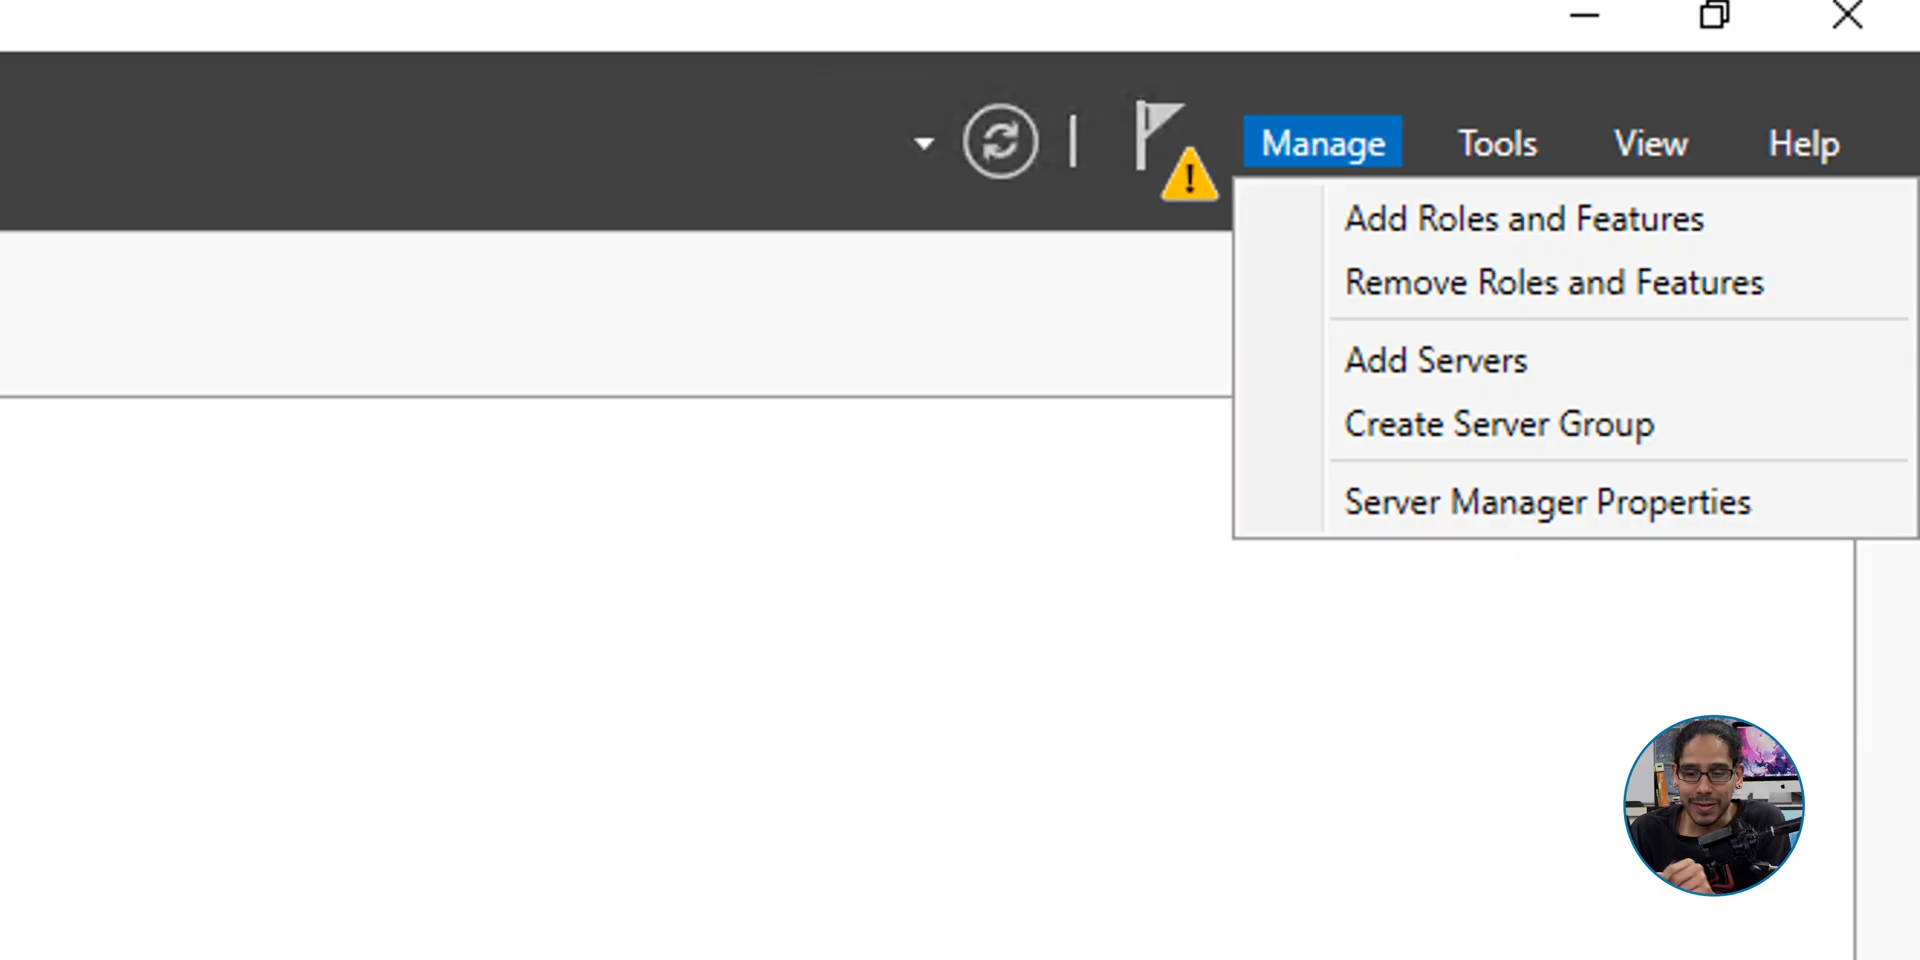 Manage Tools View Help
Add Roles and Features
Remove Roles and Features
Add Servers
Create Server Group
Server Manager Properties